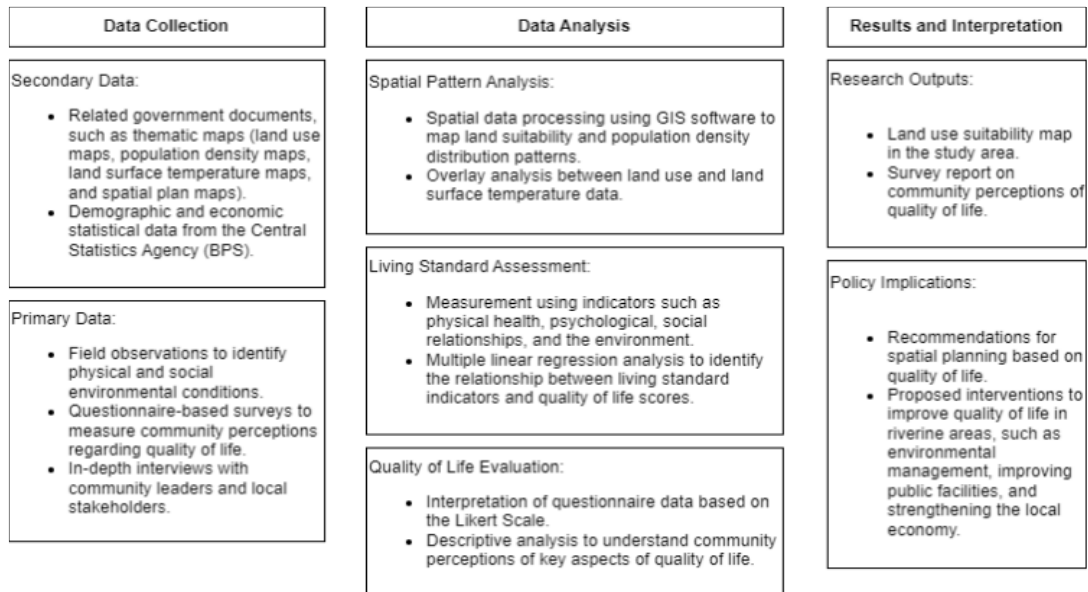 Data Collection
Secondary Data:
• Related government documents,
such as thematic maps (land use
maps, population density maps,
land surface temperature maps,
and spatial plan maps).
• Demographic and economic
statistical data from the Central
Statistics Agency (BPS).
Primary Data:
• Field observations to identify
physical and social
environmental conditions.
• Questionnaire-based surveys to
measure community perceptions
regarding quality of life.
• In-depth interviews with
community leaders and local
stakeholders.
Data Analysis
Spatial Pattern Analysis:
• Spatial data processing using GIS software to
map land suitability and population density
distribution patterns.
• Overlay analysis between land use and land
surface temperature data.
Living Standard Assessment:
• Measurement using indicators such as
physical health, psychological, social
relationships, and the environment.
• Multiple linear regression analysis to identify
the relationship between living standard
indicators and quality of life scores.
Quality of Life Evaluation:
• Interpretation of questionnaire data based on
the Likert Scale.
• Descriptive analysis to understand community
perceptions of key aspects of quality of life.
Results and Interpretation
Research Outputs:
• Land use suitability map
in the study area.
• Survey report on
community perceptions of
quality of life.
Policy Implications:
• Recommendations for
spatial planning based on
quality of life.
• Proposed interventions to
improve quality of life in
riverine areas, such as
environmental
management, improving
public facilities, and
strengthening the local
economy.